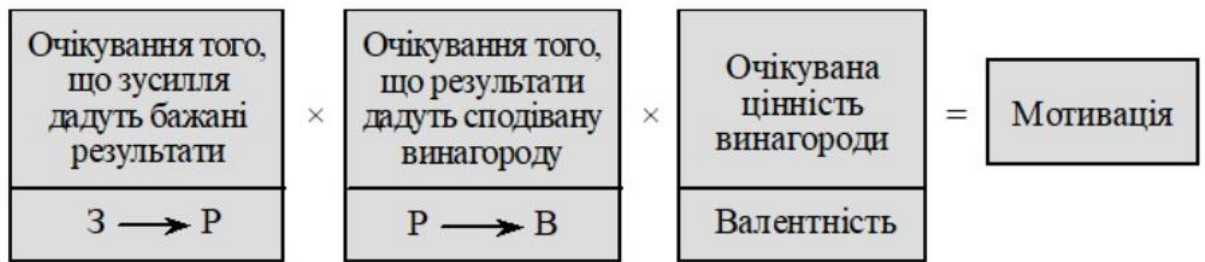 Очікування того,
що зусилля
дадуть бажані
результати
З → Р
×
Очікування того,
що результати
дадуть сподівану
винагороду
Р → В
×
Очікувана
цінність
винагороди
Валентність
=
Мотивація